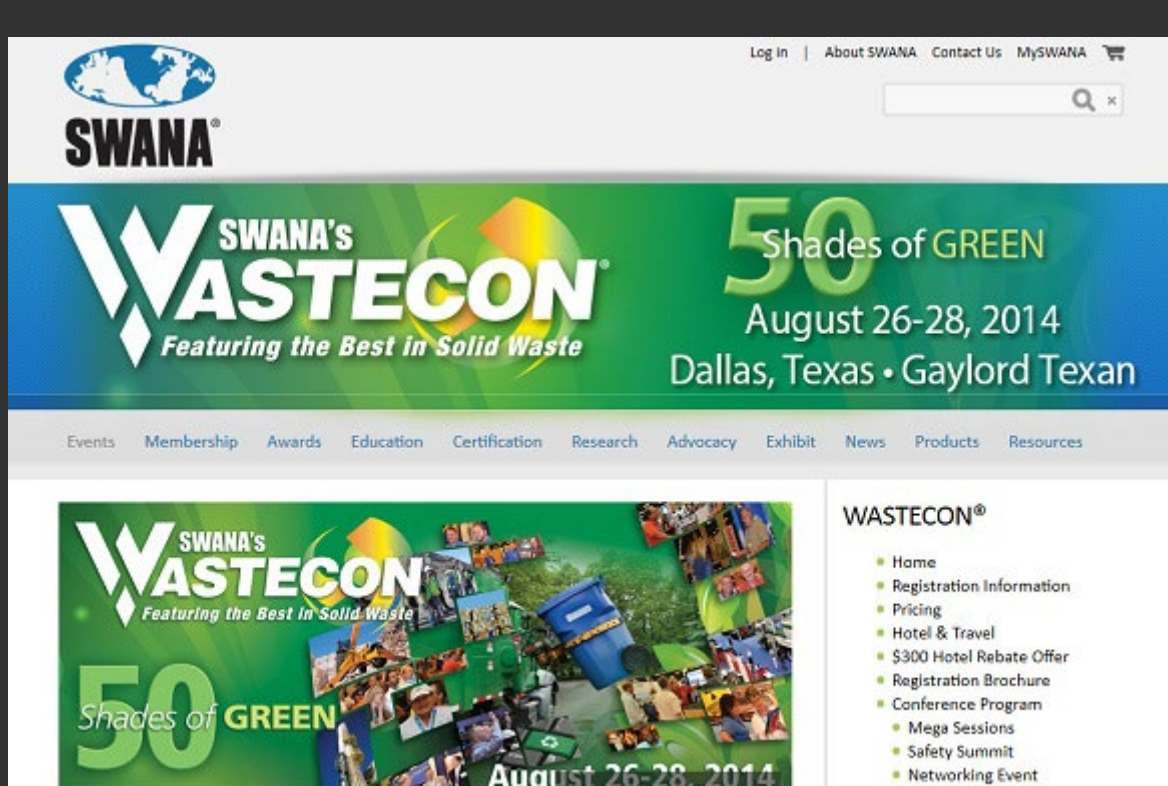 Log in | About SWANA Contact Us MySWANA
SWANA®
SWANA's
WASTECON®
Featuring the Best in Solid Waste
50
Shades of GREEN
August 26-28, 2014
Dallas, Texas • Gaylord Texan
Events Membership Awards Education Certification Research Advocacy Exhibit News Products Resources
SWANA's
WASTECON
Featuring the Best in Solid Waste
50
Shades of GREEN
August 26-28, 2014
WASTECON®
Home
Registration Information
Pricing
Hotel & Travel
$300 Hotel Rebate Offer
Registration Brochure
Conference Program
Mega Sessions
Safety Summit
Networking Event